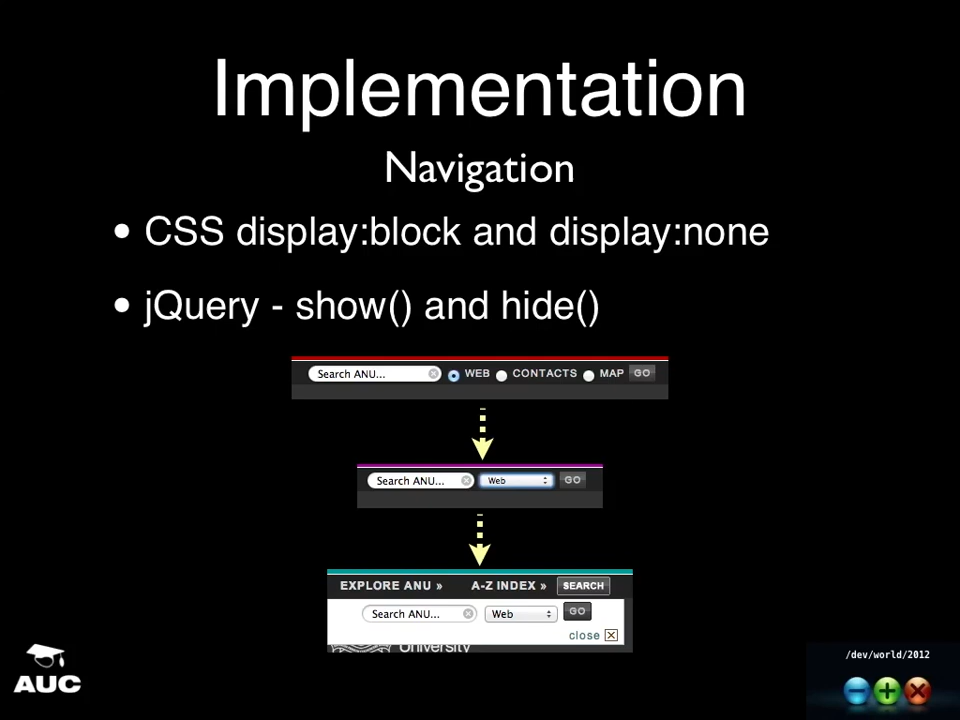 Implementation
Navigation
• CSS display:block and display:none
• jQuery - show() and hide()
Search ANU... WEB CONTACTS MAP GO
Search ANU... Web GO
EXPLORE ANU » A-Z INDEX » SEARCH
Search ANU... Web GO
close
University
AUC
/dev/world/2012